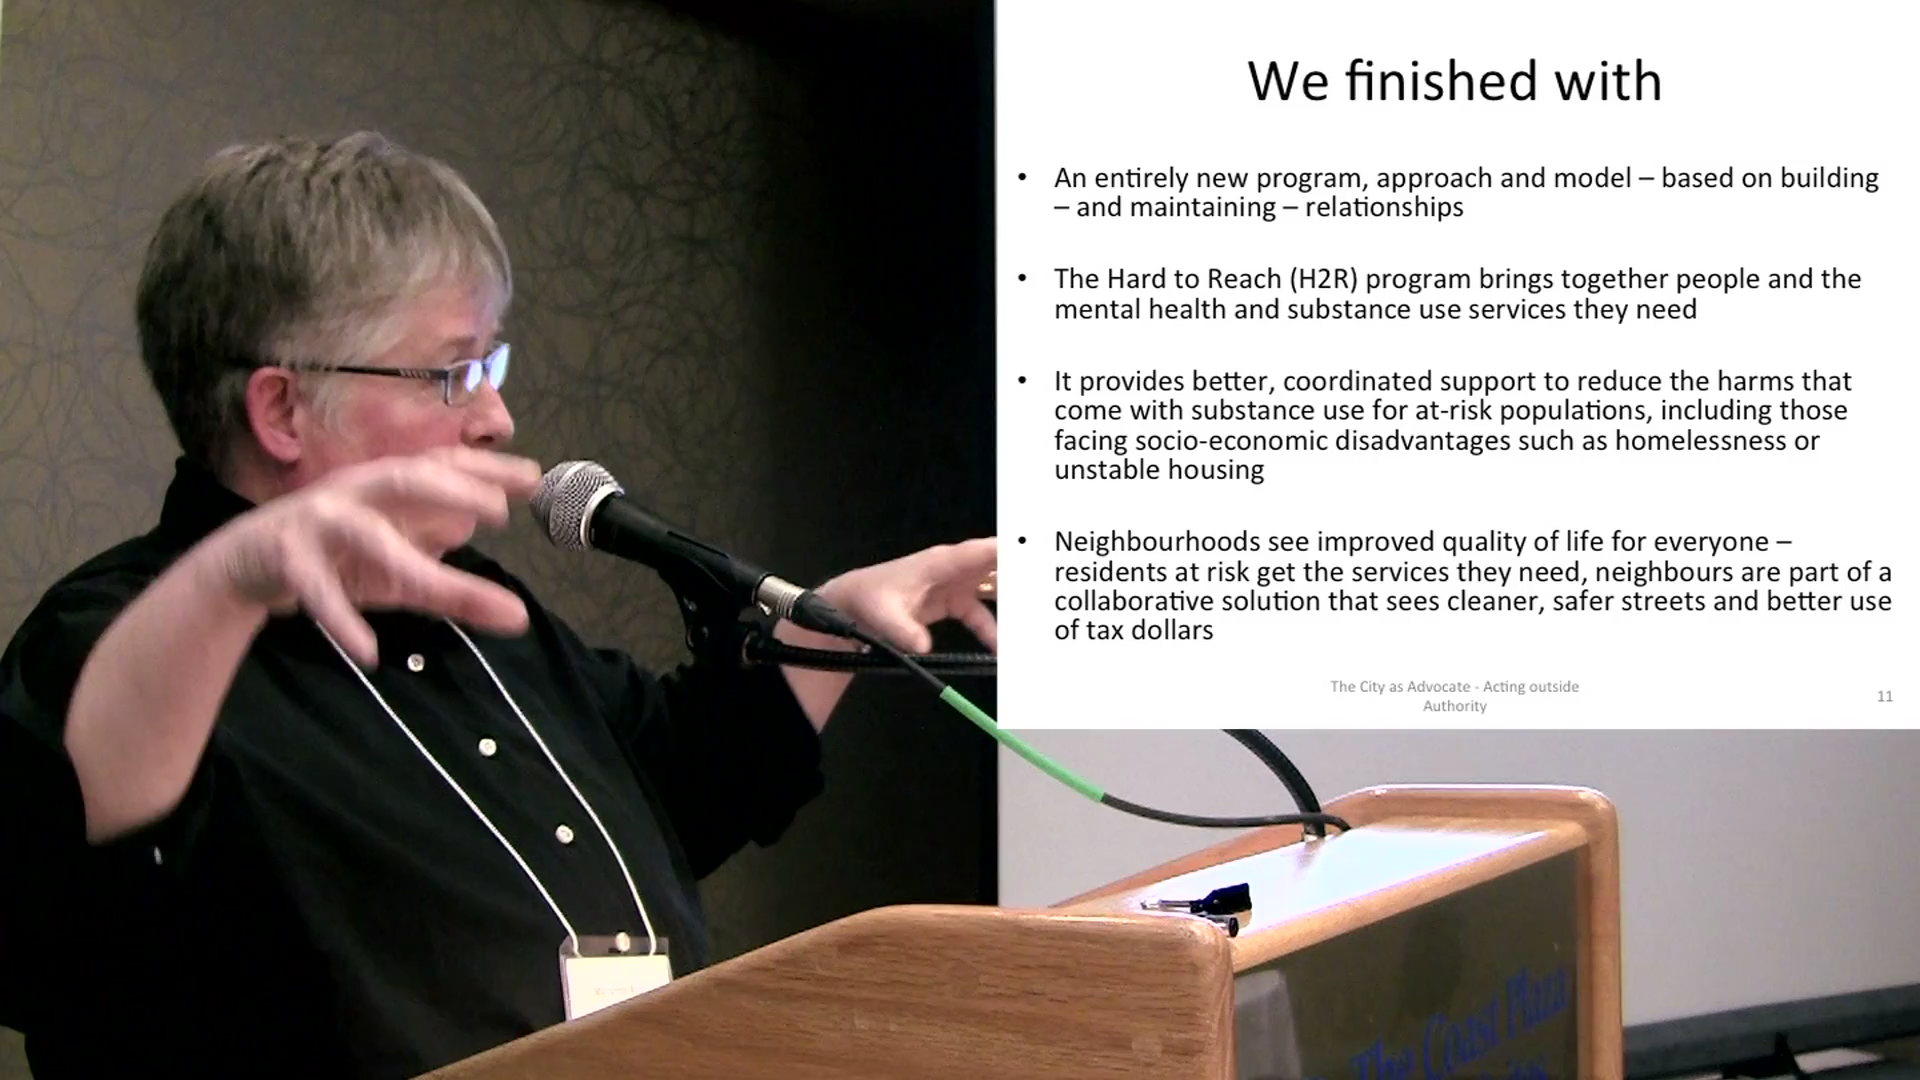 We finished with
• An entirely new program, approach and model – based on building
– and maintaining – relationships
• The Hard to Reach (H2R) program brings together people and the
mental health and substance use services they need
• It provides better, coordinated support to reduce the harms that
come with substance use for at-risk populations, including those
facing socio-economic disadvantages such as homelessness or
unstable housing
• Neighbourhoods see improved quality of life for everyone –
residents at risk get the services they need, neighbours are part of a
collaborative solution that sees cleaner, safer streets and better use
of tax dollars
The City as Advocate - Acting outside
Authority
11
The Coast Plaza